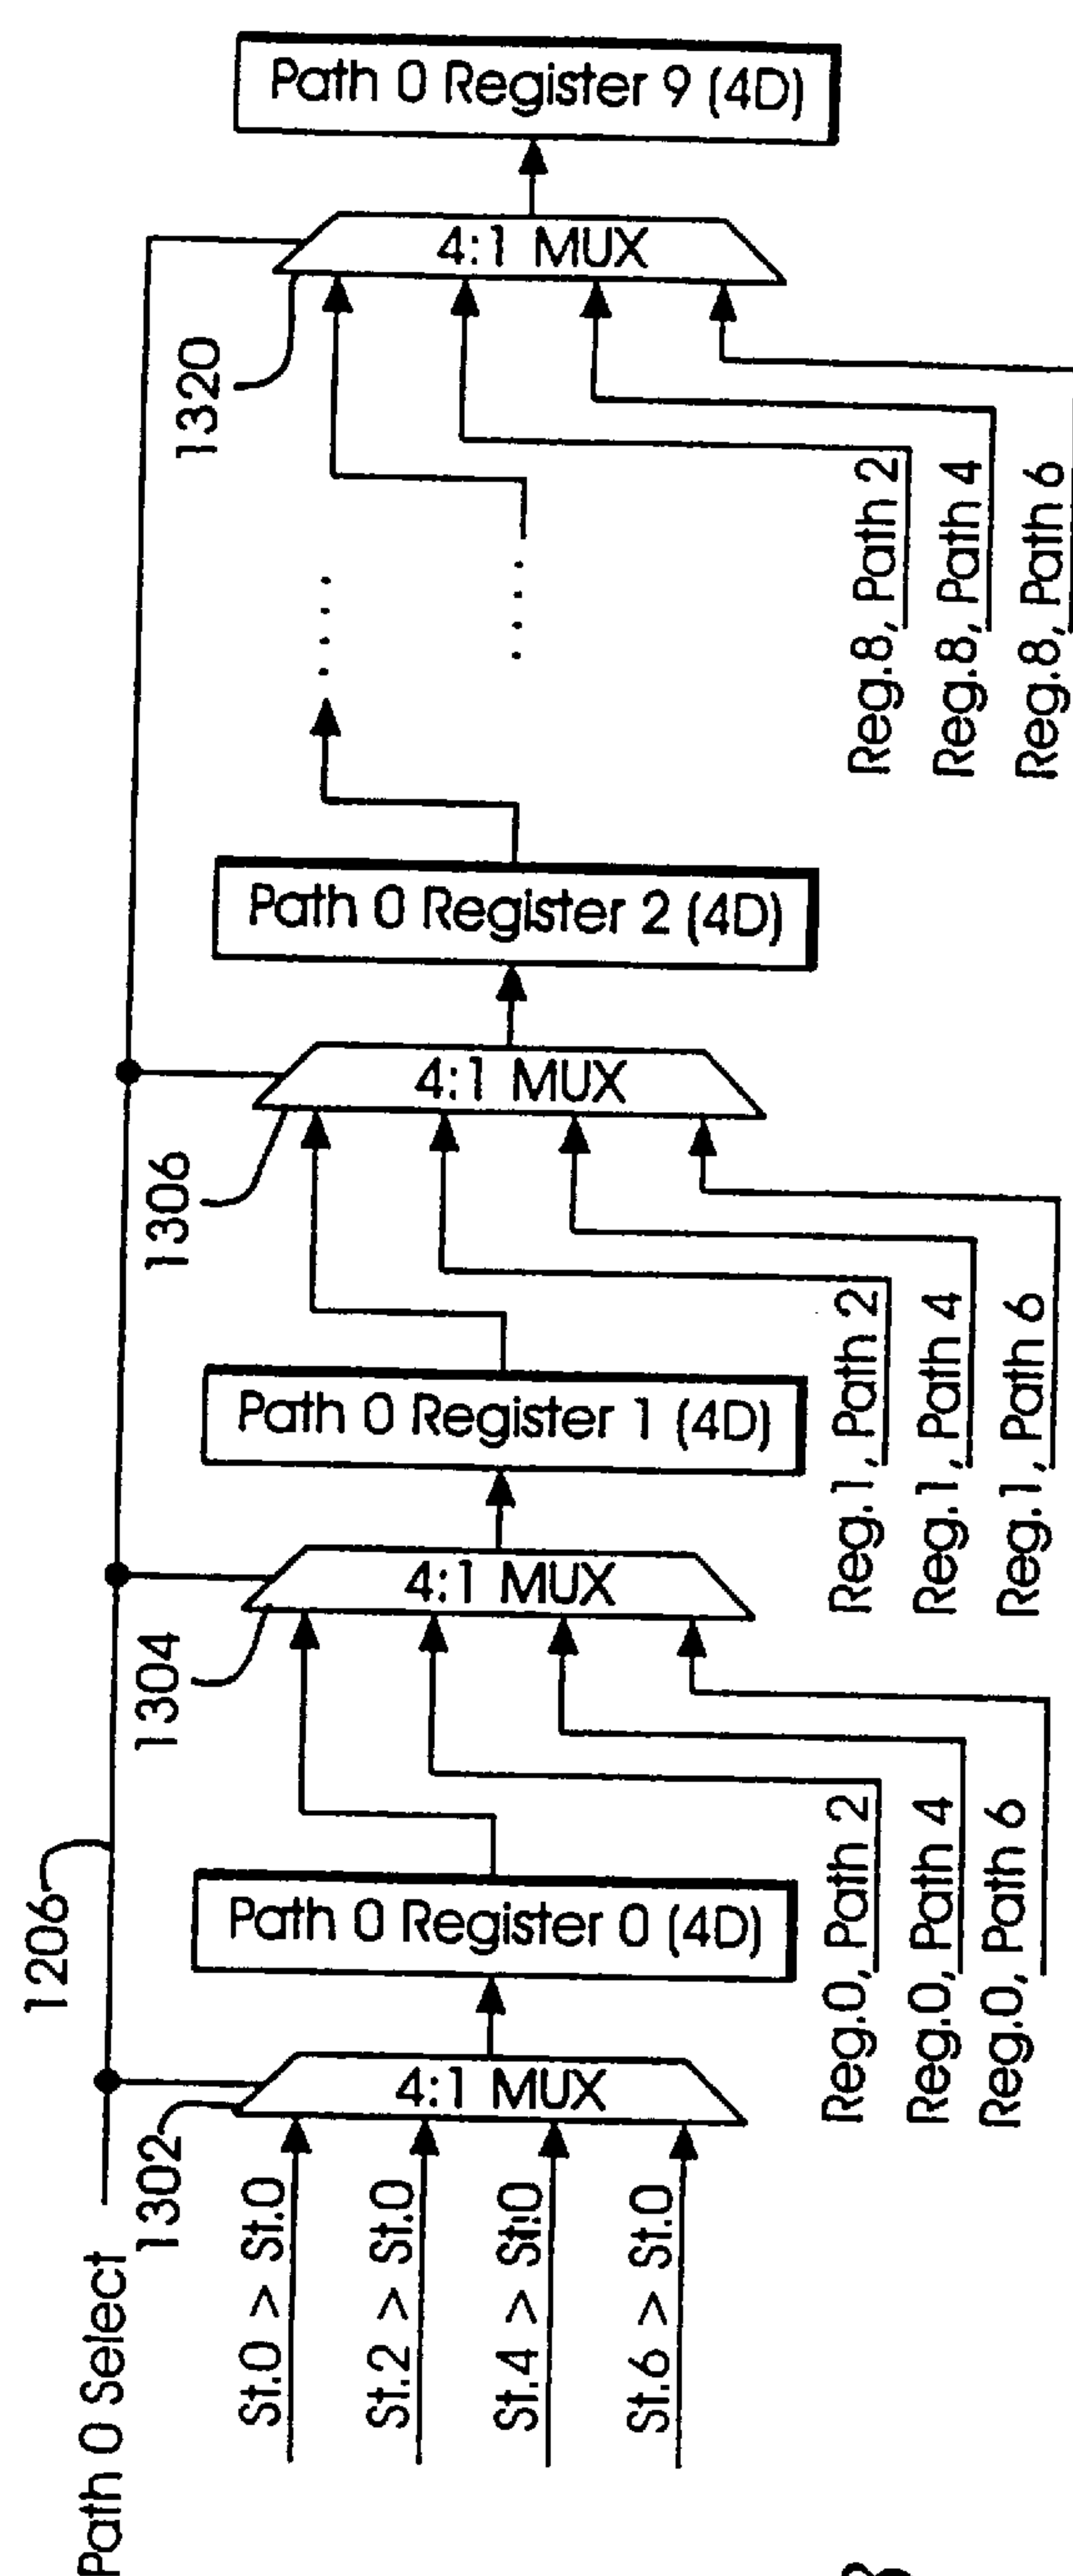 Path 0 Register 9 (4D)
4:1 MUX
1320
Reg.8, Path 2
Reg.8, Path 4
Reg.8, Path 6
Path 0 Register 2 (4D)
4:1 MUX
1306
Reg.1, Path 2
Reg.1, Path 4
Reg.1, Path 6
Path 0 Register 1 (4D)
4:1 MUX
1304
Reg.0, Path 2
Reg.0, Path 4
Reg.0, Path 6
1206
Path 0 Register 0 (4D)
4:1 MUX
1302
St.0 > St.0
St.2 > St.0
St.4 > St.0
St.6 > St.0
Path 0 Select